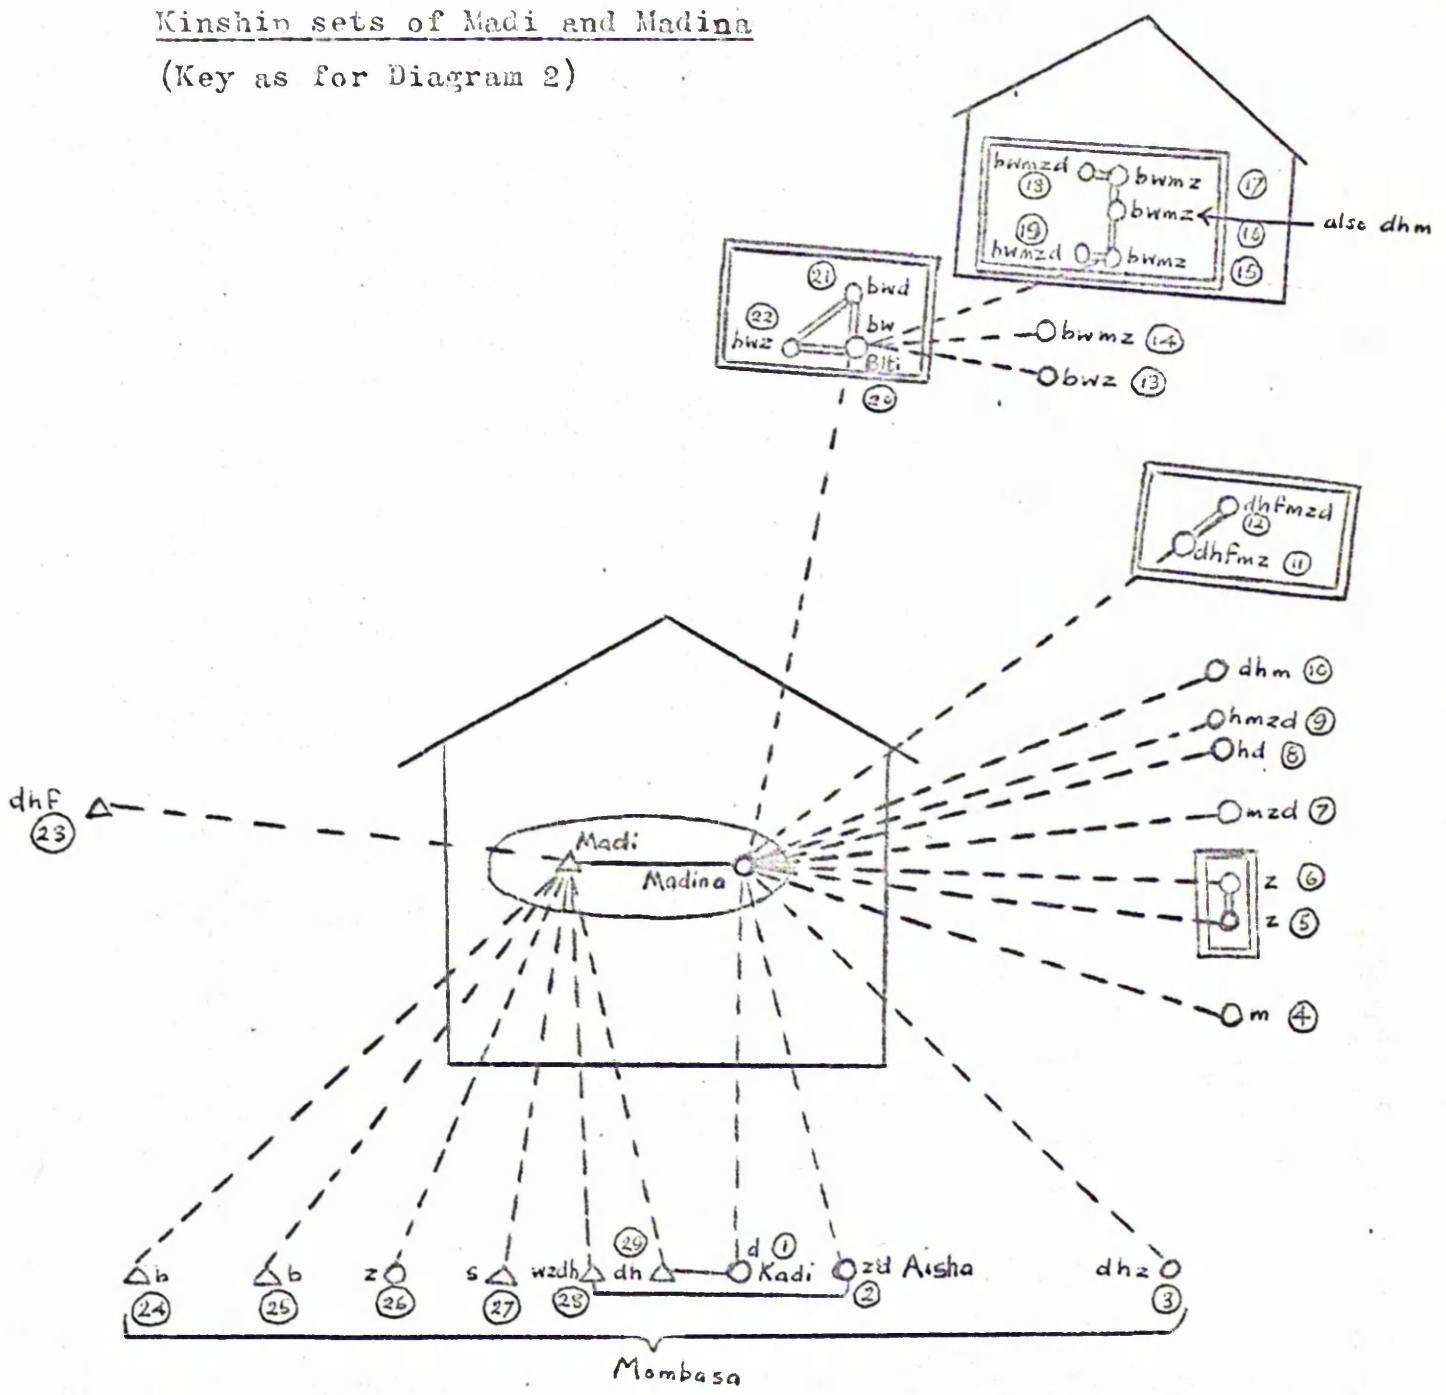 Kinship sets of Madi and Madina
(Key as for Diagram 2)
bwmzd
18
bwmz
17
bwmz
16
also dhm
19
bwmzd
bwmz
15
21
bwd
22
bw
bwz
Biti
20
bwmz 14
bwz 13
dhfmzd
12
dhfmz 11
dhm 10
hmzd 9
hd 8
mzd 7
z 6
z 5
m 4
dhf
23
Madi
Madina
29
d 1
b
b
z
s
wzdh
dh
Kadi
zd Aisha
dhz
24
25
26
27
28
2
3
Mombasa